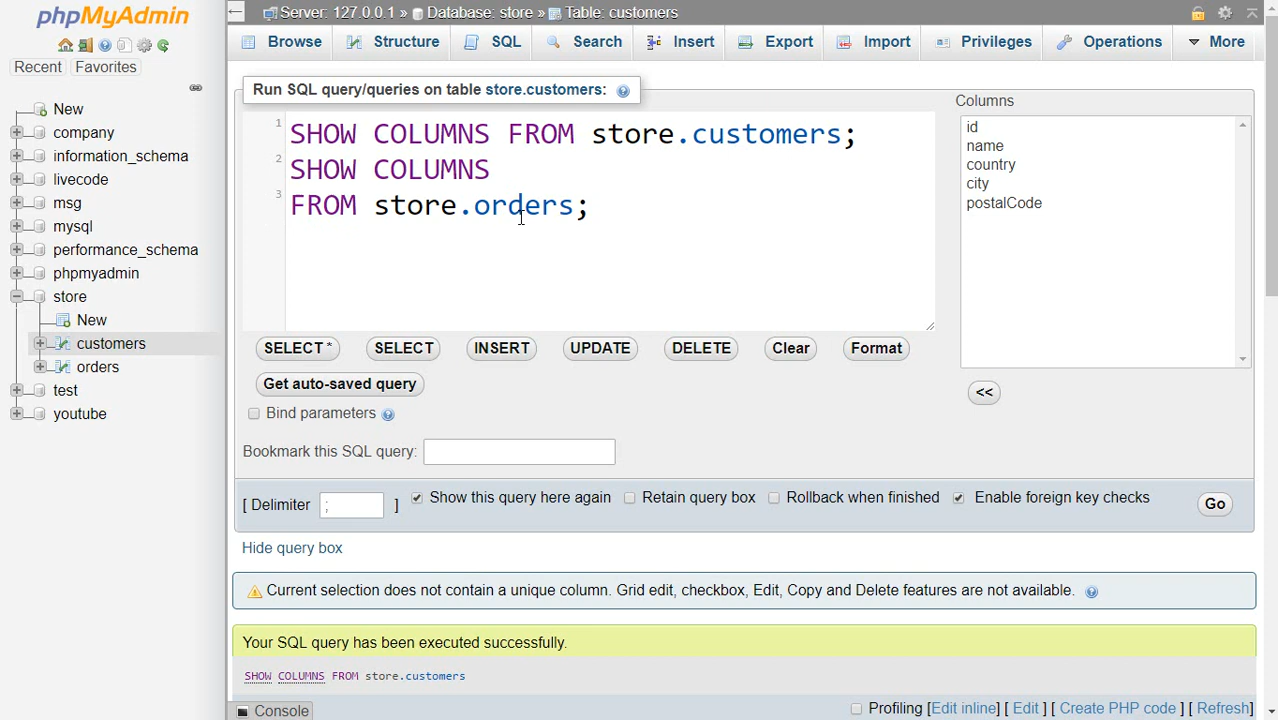 phpMyAdmin
Recent Favorites
New
company
information_schema
livecode
msg
mysql
performance_schema
phpmyadmin
store
New
customers
orders
test
youtube
Server: 127.0.0.1 » Database: store » Table: customers
Browse Structure SQL Search Insert Export Import Privileges Operations More
Run SQL query/queries on table store.customers:
1 SHOW COLUMNS FROM store.customers;
2 SHOW COLUMNS
3 FROM store.orders;
Columns
id
name
country
city
postalCode
SELECT * SELECT INSERT UPDATE DELETE Clear Format
Get auto-saved query
<<
Bind parameters
Bookmark this SQL query:
[ Delimiter ; ] Show this query here again Retain query box Rollback when finished Enable foreign key checks Go
Hide query box
Current selection does not contain a unique column. Grid edit, checkbox, Edit, Copy and Delete features are not available.
Your SQL query has been executed successfully.
SHOW COLUMNS FROM store.customers
Profiling [Edit inline] [ Edit ] [ Create PHP code ] [ Refresh]
Console